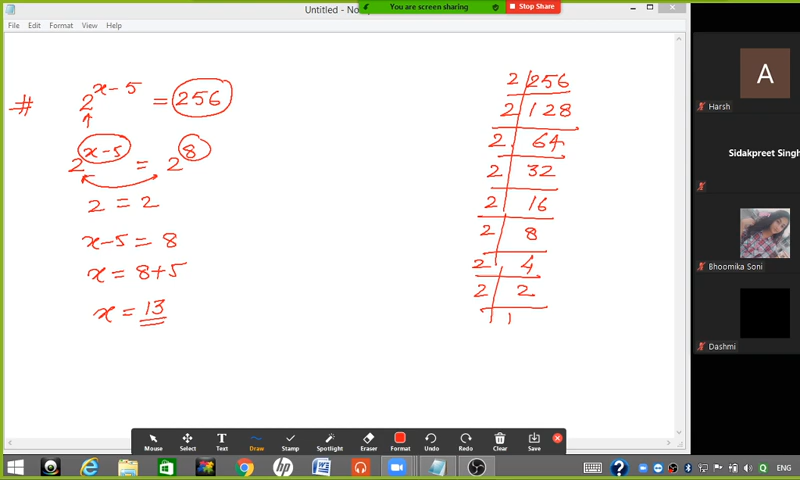 Untitled - No
You are screen sharing
Stop Share
File Edit Format View Help
# 2^(x-5) = 256
2^(x-5) = 2^8
2 = 2
x-5 = 8
x = 8+5
x = 13
2 256
2 128
2 64
2 32
2 16
2 8
2 4
2 2
1
A
Harsh
Sidakpreet Singh
Bhoomika Soni
Dashmi
Mouse Select Text Draw Stamp Spotlight Eraser Format Undo Redo Clear Save
hp
W
Q ENG